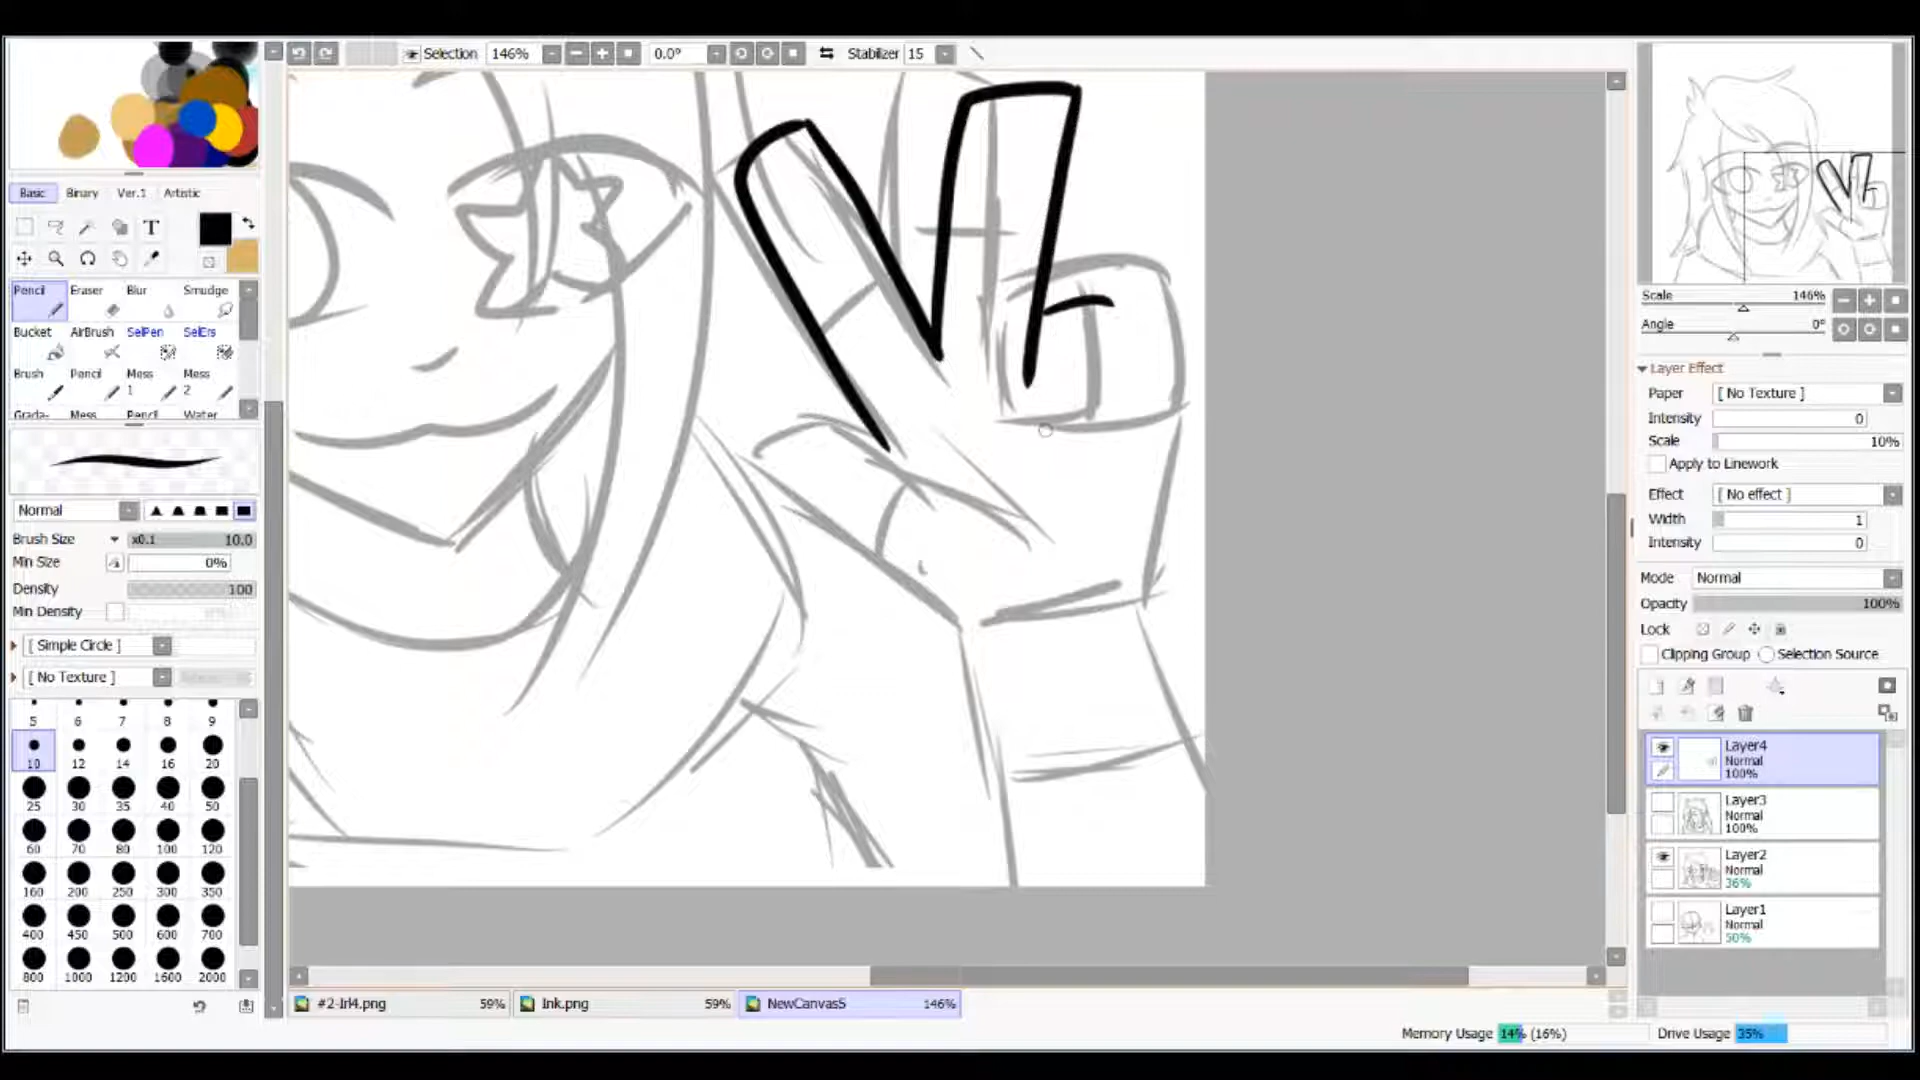 Selection 146% 0.0° Stabilizer 15
Basic Binary Ver.1 Artistic
T
Pencil Eraser Blur Smudge
Bucket AirBrush SelPen SelErs
Brush Pencil Mess 1 Mess 2
Grada- Mess Pencil Water
Normal
Brush Size x0.1 10.0
Min Size 0%
Density 100
Min Density
[ Simple Circle ]
[ No Texture ]
5 6 7 8 9
10 12 14 16 20
25 30 35 40 50
60 70 80 100 120
160 200 250 300 350
400 450 500 600 700
800 1000 1200 1600 2000
#2-Irl4.png 59% Ink.png 59% NewCanvas5 146%
Scale 146%
Angle 0°
Layer Effect
Paper [ No Texture ]
Intensity 0
Scale 10%
Apply to Linework
Effect [ No effect ]
Width 1
Intensity 0
Mode Normal
Opacity 100%
Lock
Clipping Group Selection Source
Layer4
Normal
100%
Layer3
Normal
100%
Layer2
Normal
36%
Layer1
Normal
50%
Memory Usage 14% (16%) Drive Usage 35%